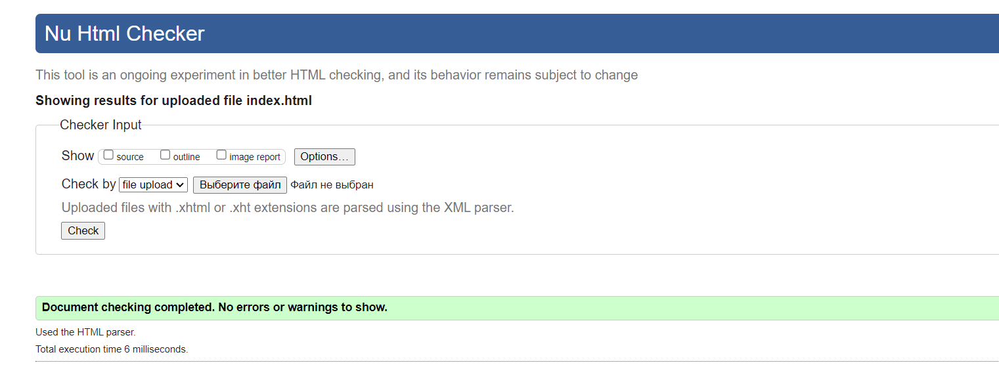 Nu Html Checker
This tool is an ongoing experiment in better HTML checking, and its behavior remains subject to change
Showing results for uploaded file index.html
Checker Input
Show source outline image report Options…
Check by file upload Выберите файл Файл не выбран
Uploaded files with .xhtml or .xht extensions are parsed using the XML parser.
Check
Document checking completed. No errors or warnings to show.
Used the HTML parser.
Total execution time 6 milliseconds.